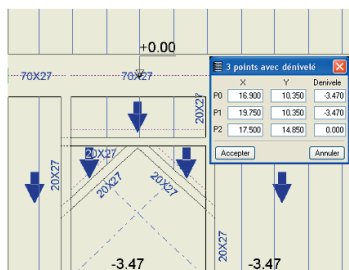 +0.00
70X27
70X27
20X27
3 points avec dénivelé
X Y Denivele
P0 16.900 10.350 -3.470
P1 19.750 10.350 -3.470
P2 17.500 14.850 0.000
Accepter Annuler
20X27
20X27
20X27
20X27
20X27
-3.47
-3.47